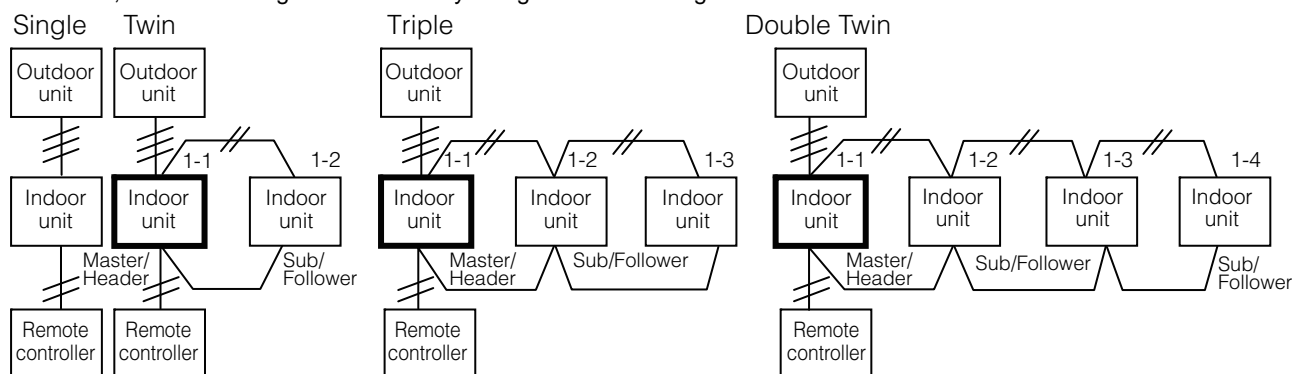 Single
Twin
Triple
Double Twin
Outdoor
unit
Outdoor
unit
Outdoor
unit
Outdoor
unit
1-1
1-2
1-1
1-2
1-3
1-1
1-2
1-3
1-4
Indoor
unit
Indoor
unit
Indoor
unit
Indoor
unit
Indoor
unit
Indoor
unit
Indoor
unit
Indoor
unit
Indoor
unit
Indoor
unit
Master/
Header
Sub/
Follower
Master/
Header
Sub/Follower
Master/
Header
Sub/Follower
Sub/
Follower
Remote
controller
Remote
controller
Remote
controller
Remote
controller